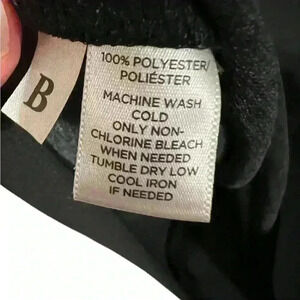 100% POLYESTER/
POLIÉSTER
MACHINE WASH
COLD
ONLY NON-
CHLORINE BLEACH
WHEN NEEDED
TUMBLE DRY LOW
COOL IRON
IF NEEDED
B